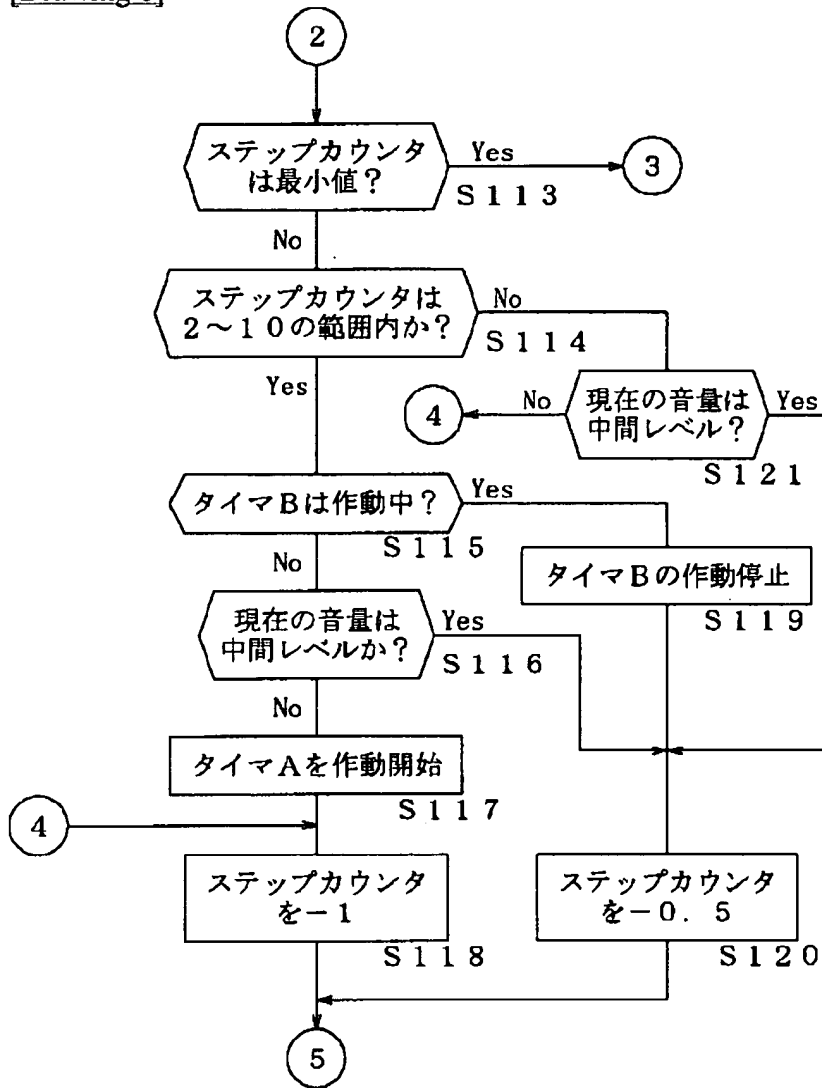 2
ステップカウンタ
は最小値？
Yes
3
S113
No
ステップカウンタは
2～10の範囲内か？
No
S114
Yes
4
No
現在の音量は
中間レベル？
Yes
S121
タイマBは作動中？
Yes
S115
No
タイマBの作動停止
S119
現在の音量は
中間レベルか？
Yes
S116
No
タイマAを作動開始
S117
4
ステップカウンタ
を－1
S118
ステップカウンタ
を－0．5
S120
5